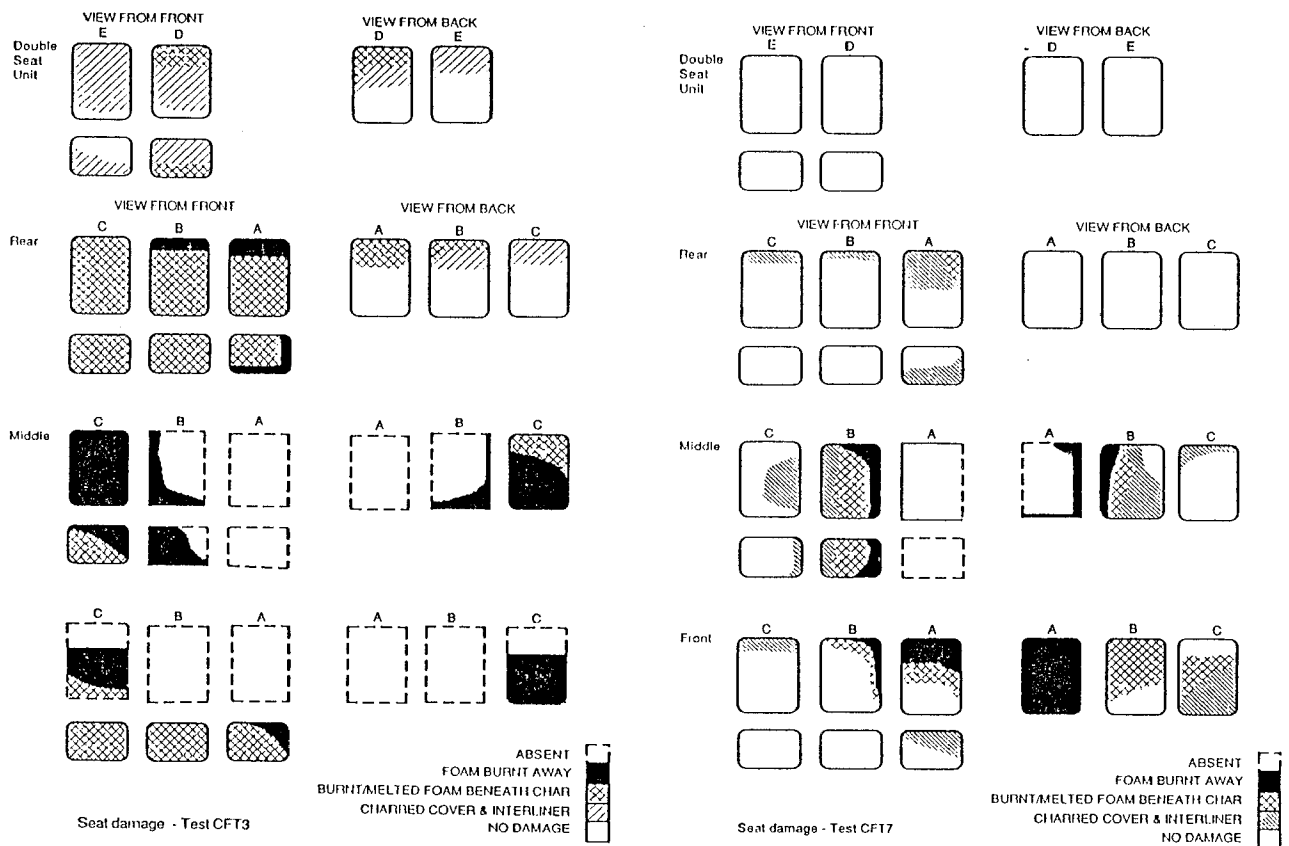 VIEW FROM FRONT
E D
VIEW FROM BACK
D E
Double
Seat
Unit
VIEW FROM FRONT
C B A
VIEW FROM BACK
A B C
Rear
Middle
C B A
A B C
C B A
A B C
ABSENT
FOAM BURNT AWAY
BURNT/MELTED FOAM BENEATH CHAR
CHARRED COVER & INTERLINER
NO DAMAGE
Seat damage - Test CFT3
VIEW FROM FRONT
E D
VIEW FROM BACK
D E
Double
Seat
Unit
VIEW FROM FRONT
C B A
VIEW FROM BACK
A B C
Rear
Middle
C B A
A B C
Front
C B A
A B C
ABSENT
FOAM BURNT AWAY
BURNT/MELTED FOAM BENEATH CHAR
CHARRED COVER & INTERLINER
NO DAMAGE
Seat damage - Test CFT7